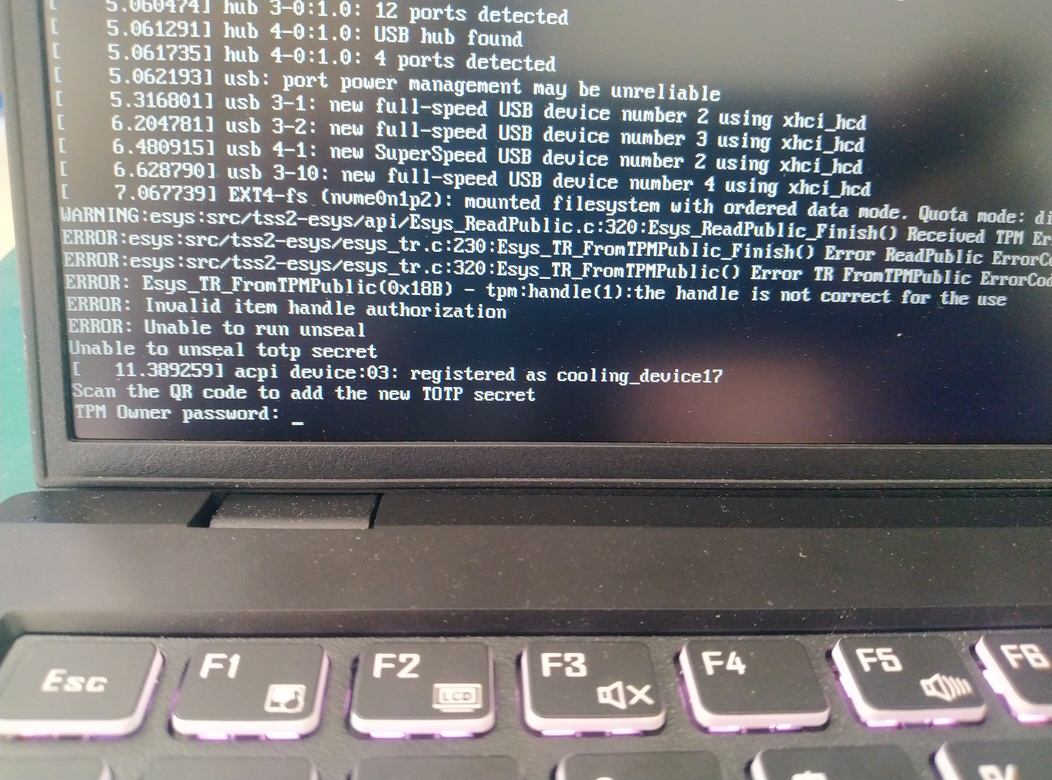 [    5.060474] hub 3-0:1.0: 12 ports detected
[    5.061291] hub 4-0:1.0: USB hub found
[    5.061735] hub 4-0:1.0: 4 ports detected
[    5.062193] usb: port power management may be unreliable
[    5.316801] usb 3-1: new full-speed USB device number 2 using xhci_hcd
[    6.204781] usb 3-2: new full-speed USB device number 3 using xhci_hcd
[    6.480915] usb 4-1: new SuperSpeed USB device number 2 using xhci_hcd
[    6.628790] usb 3-10: new full-speed USB device number 4 using xhci_hcd
[    7.067739] EXT4-fs (nvme0n1p2): mounted filesystem with ordered data mode. Quota mode: di
WARNING:esys:src/tss2-esys/api/Esys_ReadPublic.c:320:Esys_ReadPublic_Finish() Received TPM Er
ERROR:esys:src/tss2-esys/esys_tr.c:230:Esys_TR_FromTPMPublic_Finish() Error ReadPublic ErrorCo
ERROR:esys:src/tss2-esys/esys_tr.c:320:Esys_TR_FromTPMPublic() Error TR FromTPMPublic ErrorCod
ERROR: Esys_TR_FromTPMPublic(0x18B) - tpm:handle(1):the handle is not correct for the use
ERROR: Invalid item handle authorization
ERROR: Unable to run unseal
Unable to unseal totp secret
[   11.389259] acpi device:03: registered as cooling_device17
Scan the QR code to add the new TOTP secret
TPM Owner password: _
Esc F1 F2 LCD F3 F4 F5 F6